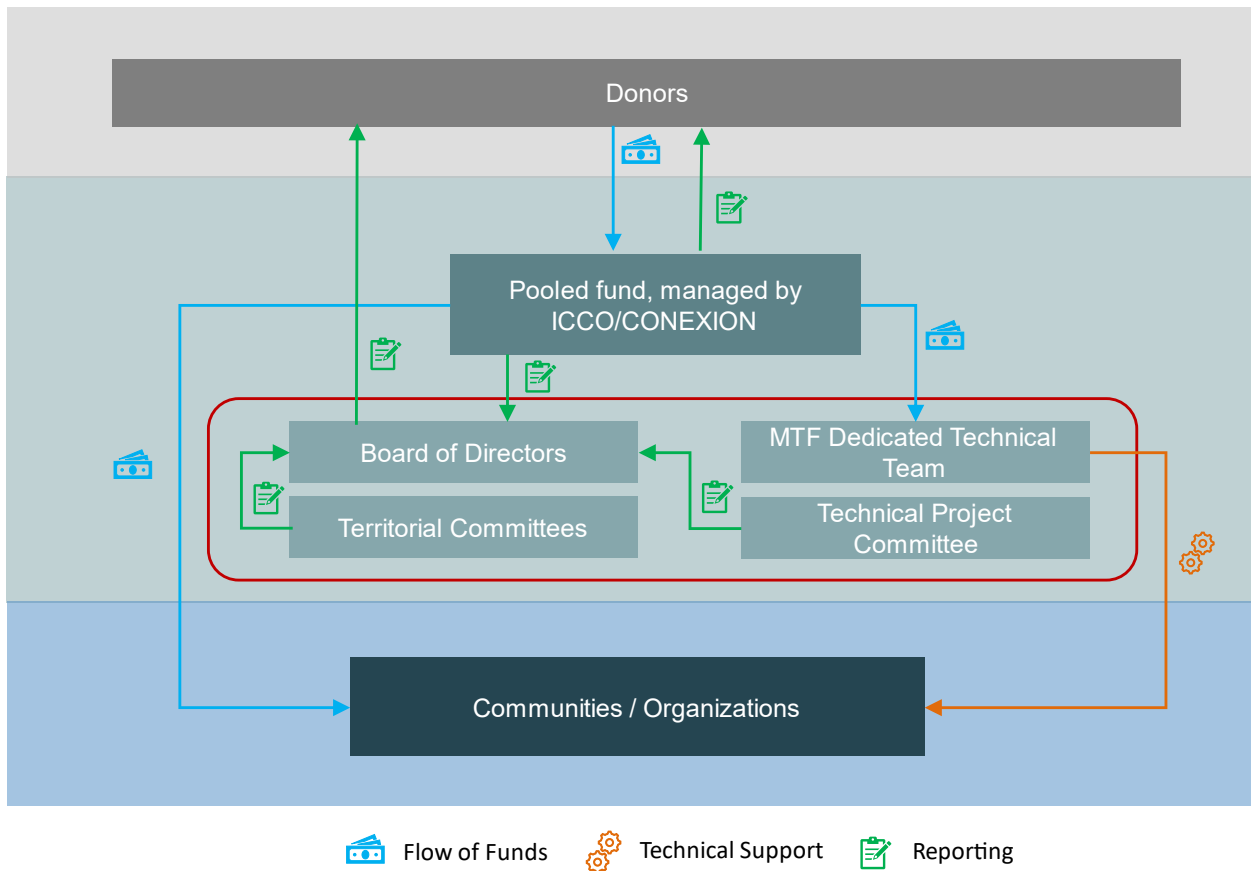 Donors
Pooled fund, managed by
ICCO/CONEXION
Board of Directors
MTF Dedicated Technical
Team
Territorial Committees
Technical Project
Committee
Communities / Organizations
Flow of Funds
Technical Support
Reporting